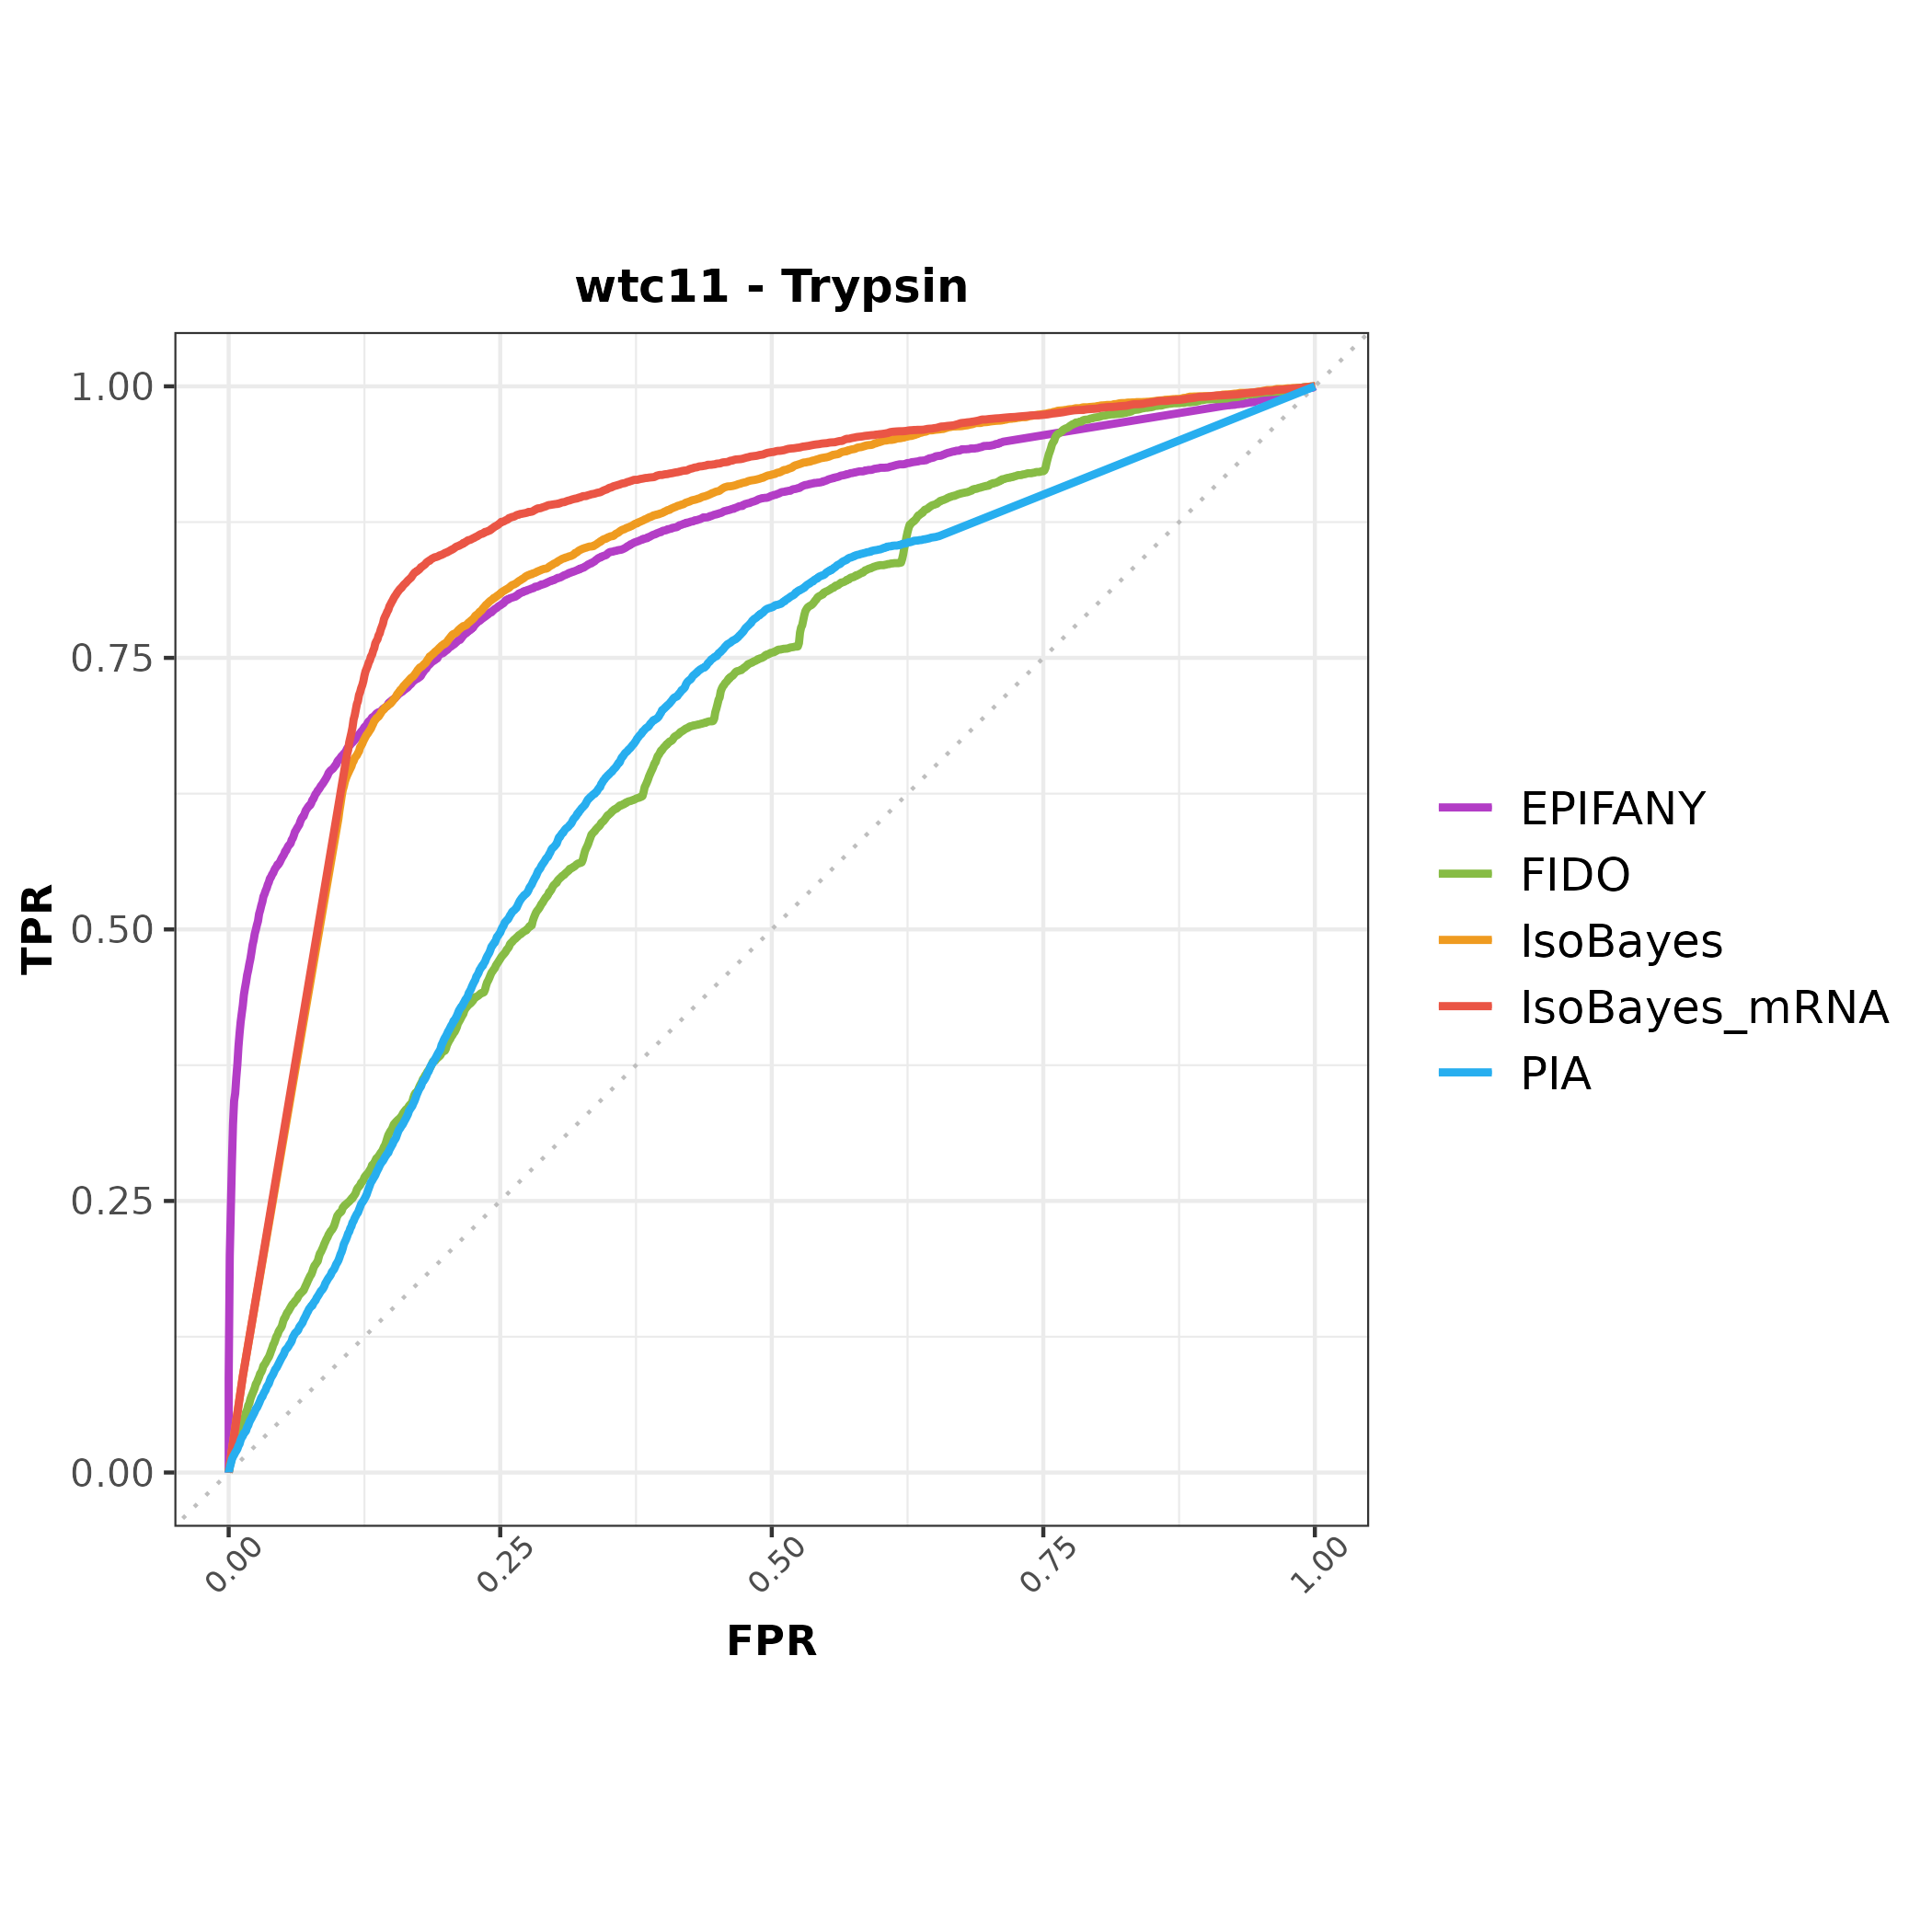 wtc11 - Trypsin
TPR
1.00
0.75
0.50
0.25
0.00
0.00
0.25
0.50
0.75
1.00
FPR
EPIFANY
FIDO
IsoBayes
IsoBayes_mRNA
PIA